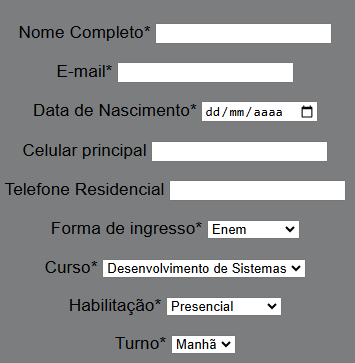 Nome Completo*
E-mail*
Data de Nascimento* dd/mm/aaaa
Celular principal
Telefone Residencial
Forma de ingresso* Enem
Curso* Desenvolvimento de Sistemas
Habilitação* Presencial
Turno* Manhã